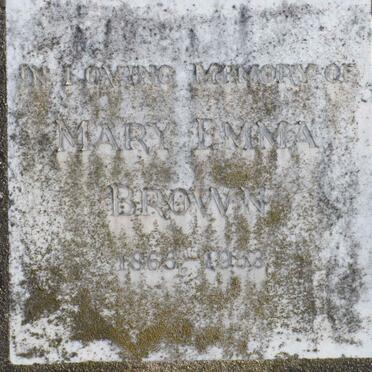 IN LOVING MEMORY OF
MARY EMMA
BROWN